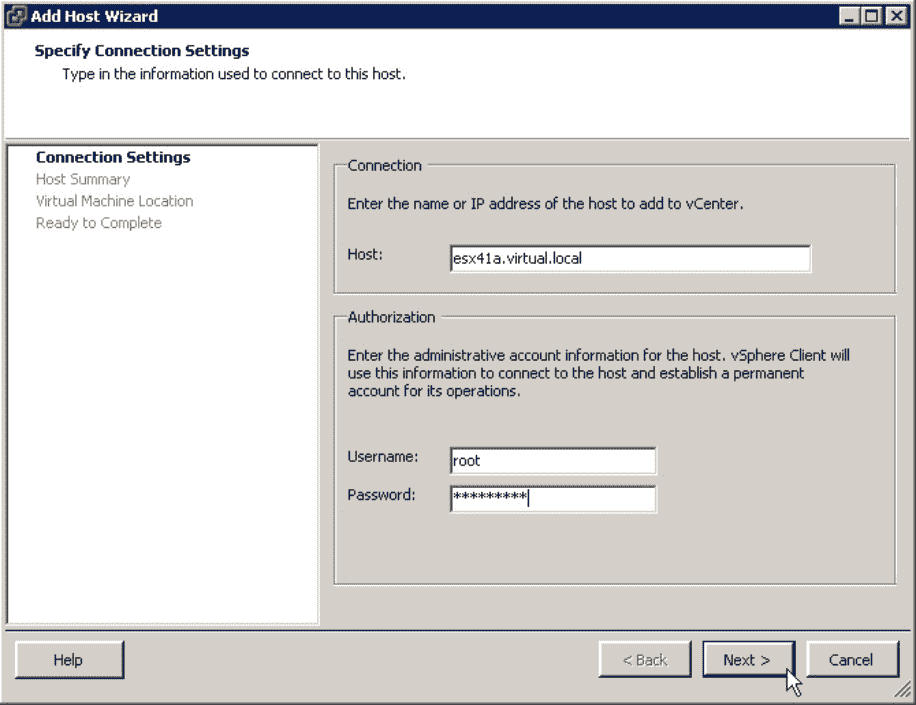 Add Host Wizard
Specify Connection Settings
Type in the information used to connect to this host.
Connection Settings
Host Summary
Virtual Machine Location
Ready to Complete
Connection
Enter the name or IP address of the host to add to vCenter.
Host:
esx41a.virtual.local
Authorization
Enter the administrative account information for the host. vSphere Client will
use this information to connect to the host and establish a permanent
account for its operations.
Username:
root
Password:
*********
Help
< Back
Next >
Cancel